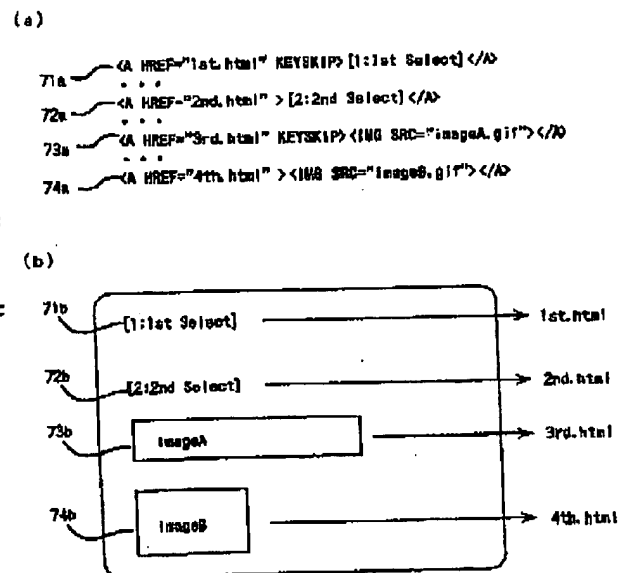 (a)
71a <A HREF="1st.html" KEYSKIP>[1:1st Select]</A>
. . .
72a <A HREF="2nd.html" >[2:2nd Select]</A>
. . .
73a <A HREF="3rd.html" KEYSKIP><IMG SRC="imageA.gif"></A>
. . .
74a <A HREF="4th.html" ><IMG SRC="imageB.gif"></A>
(b)
71b [1:1st Select] 1st.html
72b [2:2nd Select] 2nd.html
73b imageA 3rd.html
74b imageB 4th.html